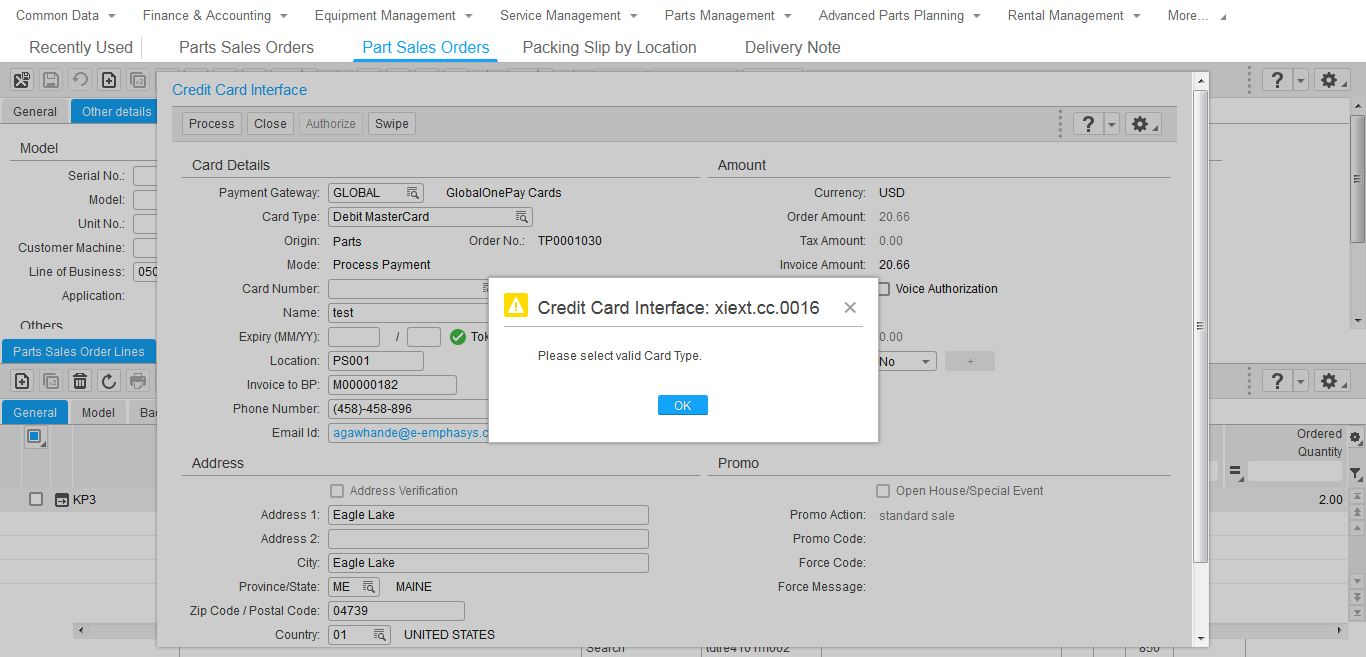 Common Data Finance & Accounting Equipment Management Service Management Parts Management Advanced Parts Planning Rental Management More...
Recently Used Parts Sales Orders Part Sales Orders Packing Slip by Location Delivery Note
General Other details
Model
Serial No.:
Model:
Unit No.:
Customer Machine:
Line of Business: 050
Application:
Others
Parts Sales Order Lines
General Model Ba
KP3
Ordered
Quantity
2.00
Credit Card Interface
Process Close Authorize Swipe
Card Details
Payment Gateway: GLOBAL GlobalOnePay Cards
Card Type: Debit MasterCard
Origin: Parts Order No.: TP0001030
Mode: Process Payment
Card Number:
Name: test
Expiry (MM/YY): / Tok
Location: PS001
Invoice to BP: M00000182
Phone Number: (458)-458-896
Email Id: agawhande@e-emphasys.c
Amount
Currency: USD
Order Amount: 20.66
Tax Amount: 0.00
Invoice Amount: 20.66
Voice Authorization
0.00
No +
Credit Card Interface: xiext.cc.0016
Please select valid Card Type.
OK
Address
Address Verification
Address 1: Eagle Lake
Address 2:
City: Eagle Lake
Province/State: ME MAINE
Zip Code / Postal Code: 04739
Country: 01 UNITED STATES
Promo
Open House/Special Event
Promo Action: standard sale
Promo Code:
Force Code:
Force Message:
Search 850